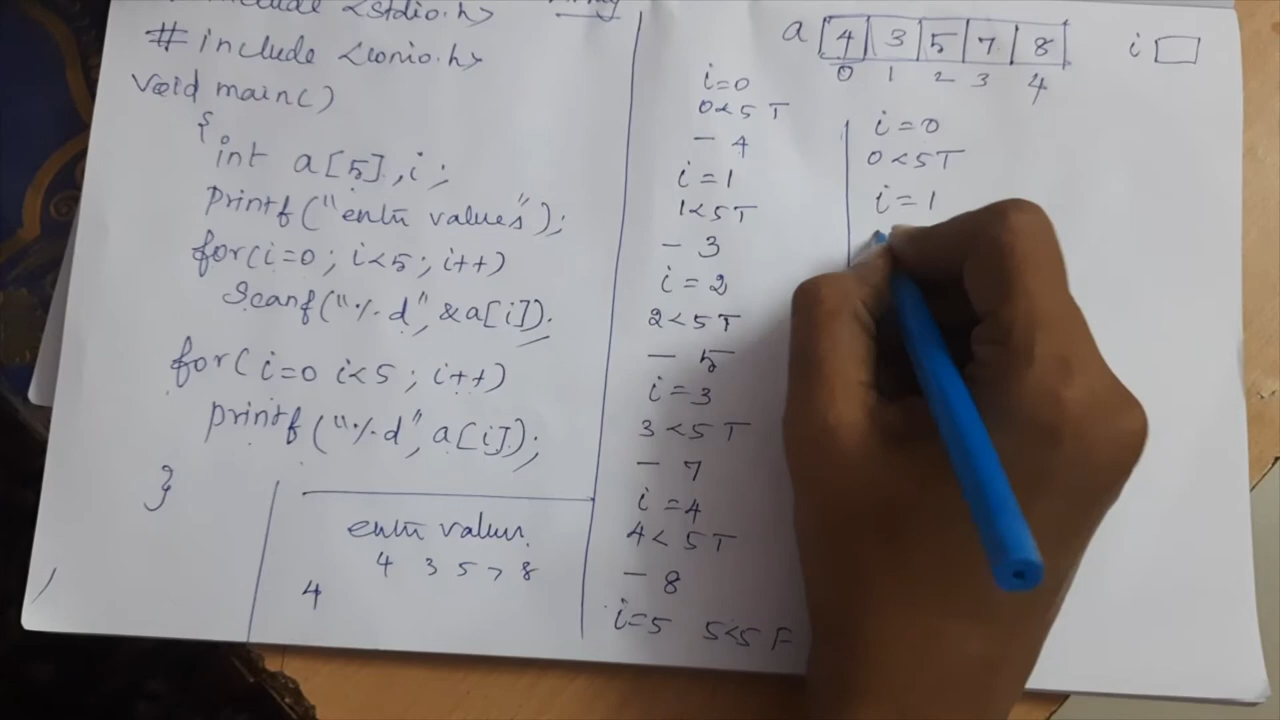 include <stdio.h>
# include <conio.h>
void main()
{
int a[5], i;
printf("enter values");
for(i=0; i<5; i++)
Scanf("%d", &a[i]);
for( i=0 i<5; i++)
printf("%d", a[i]);
}
enter values.
4 3 5 7 8
4
i=0
0<5 T
- 4
i=1
1<5 T
- 3
i=2
2<5 T
- 5
i=3
3<5 T
- 7
i=4
4<5 T
- 8
i=5 5<5 F
a 4 3 5 7 8 i
0 1 2 3 4
i=0
0<5 T
i=1